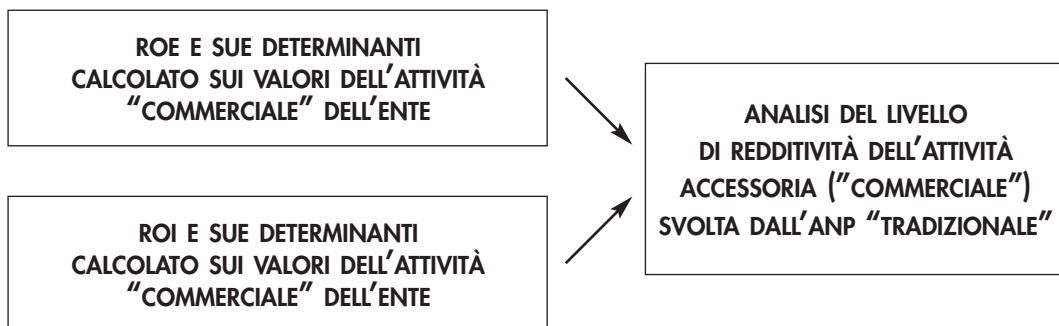 ROE E SUE DETERMINANTI
CALCOLATO SUI VALORI DELL'ATTIVITÀ
“COMMERCIALE” DELL'ENTE
ROI E SUE DETERMINANTI
CALCOLATO SUI VALORI DELL'ATTIVITÀ
“COMMERCIALE” DELL'ENTE
ANALISI DEL LIVELLO
DI REDDITIVITÀ DELL'ATTIVITÀ
ACCESSORIA (”COMMERCIALE”)
SVOLTA DALL'ANP “TRADIZIONALE”